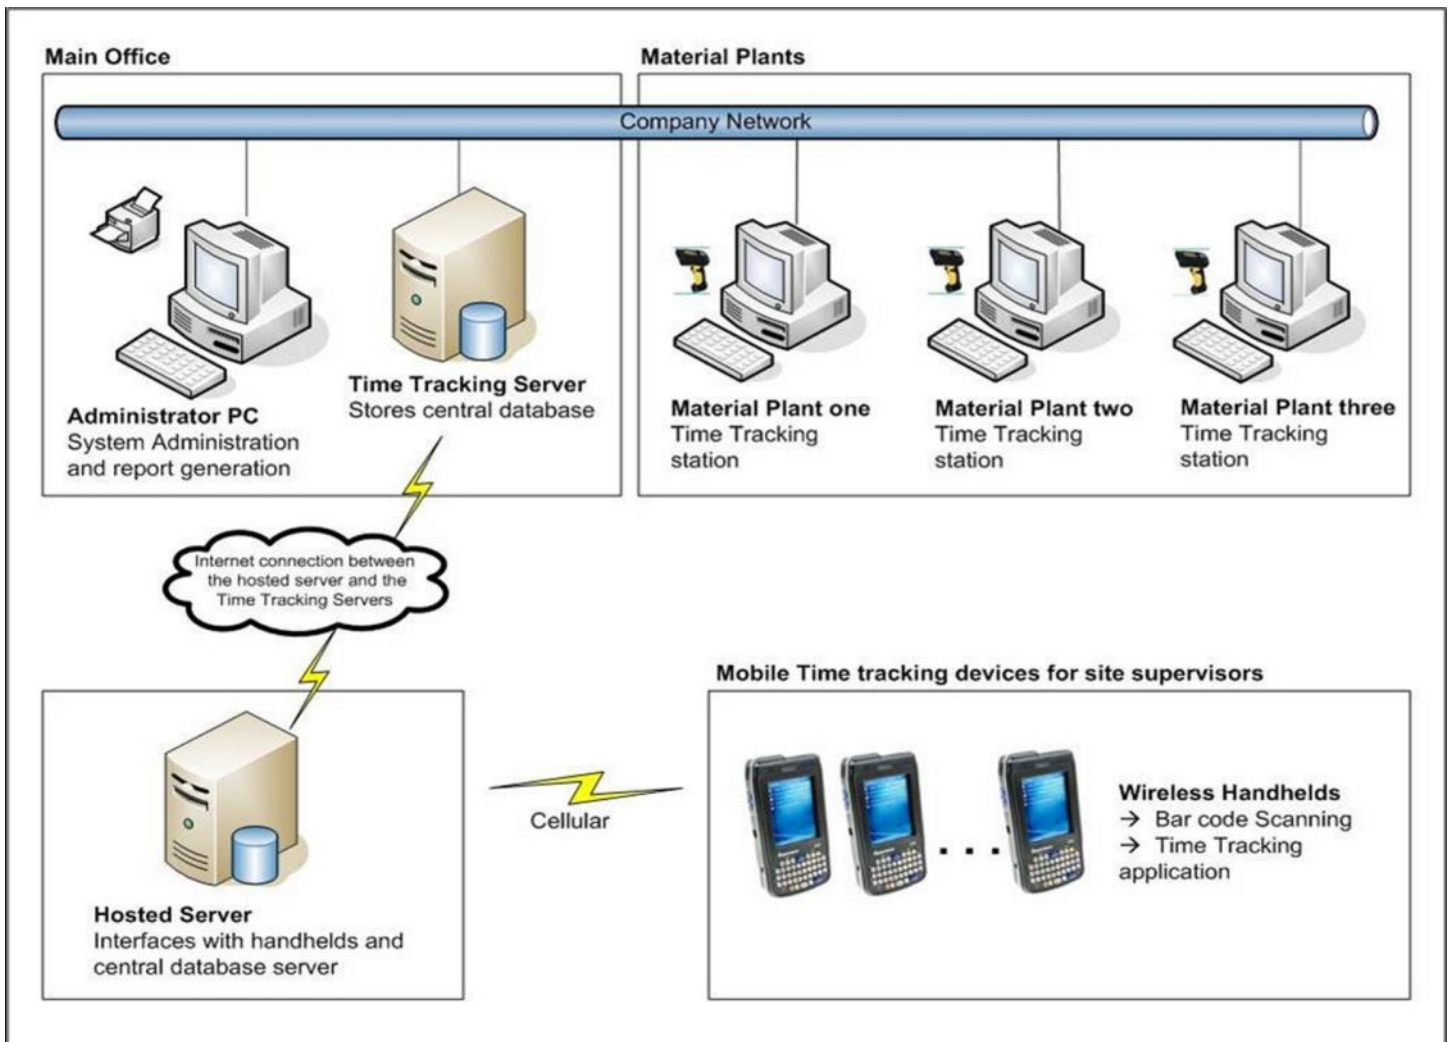 Main Office
Material Plants
Company Network
Administrator PC
System Administration
and report generation
Time Tracking Server
Stores central database
Material Plant one
Time Tracking
station
Material Plant two
Time Tracking
station
Material Plant three
Time Tracking
station
Internet connection between
the hosted server and the
Time Tracking Servers
Hosted Server
Interfaces with handhelds and
central database server
Cellular
Mobile Time tracking devices for site supervisors
Wireless Handhelds
→ Bar code Scanning
→ Time Tracking
application